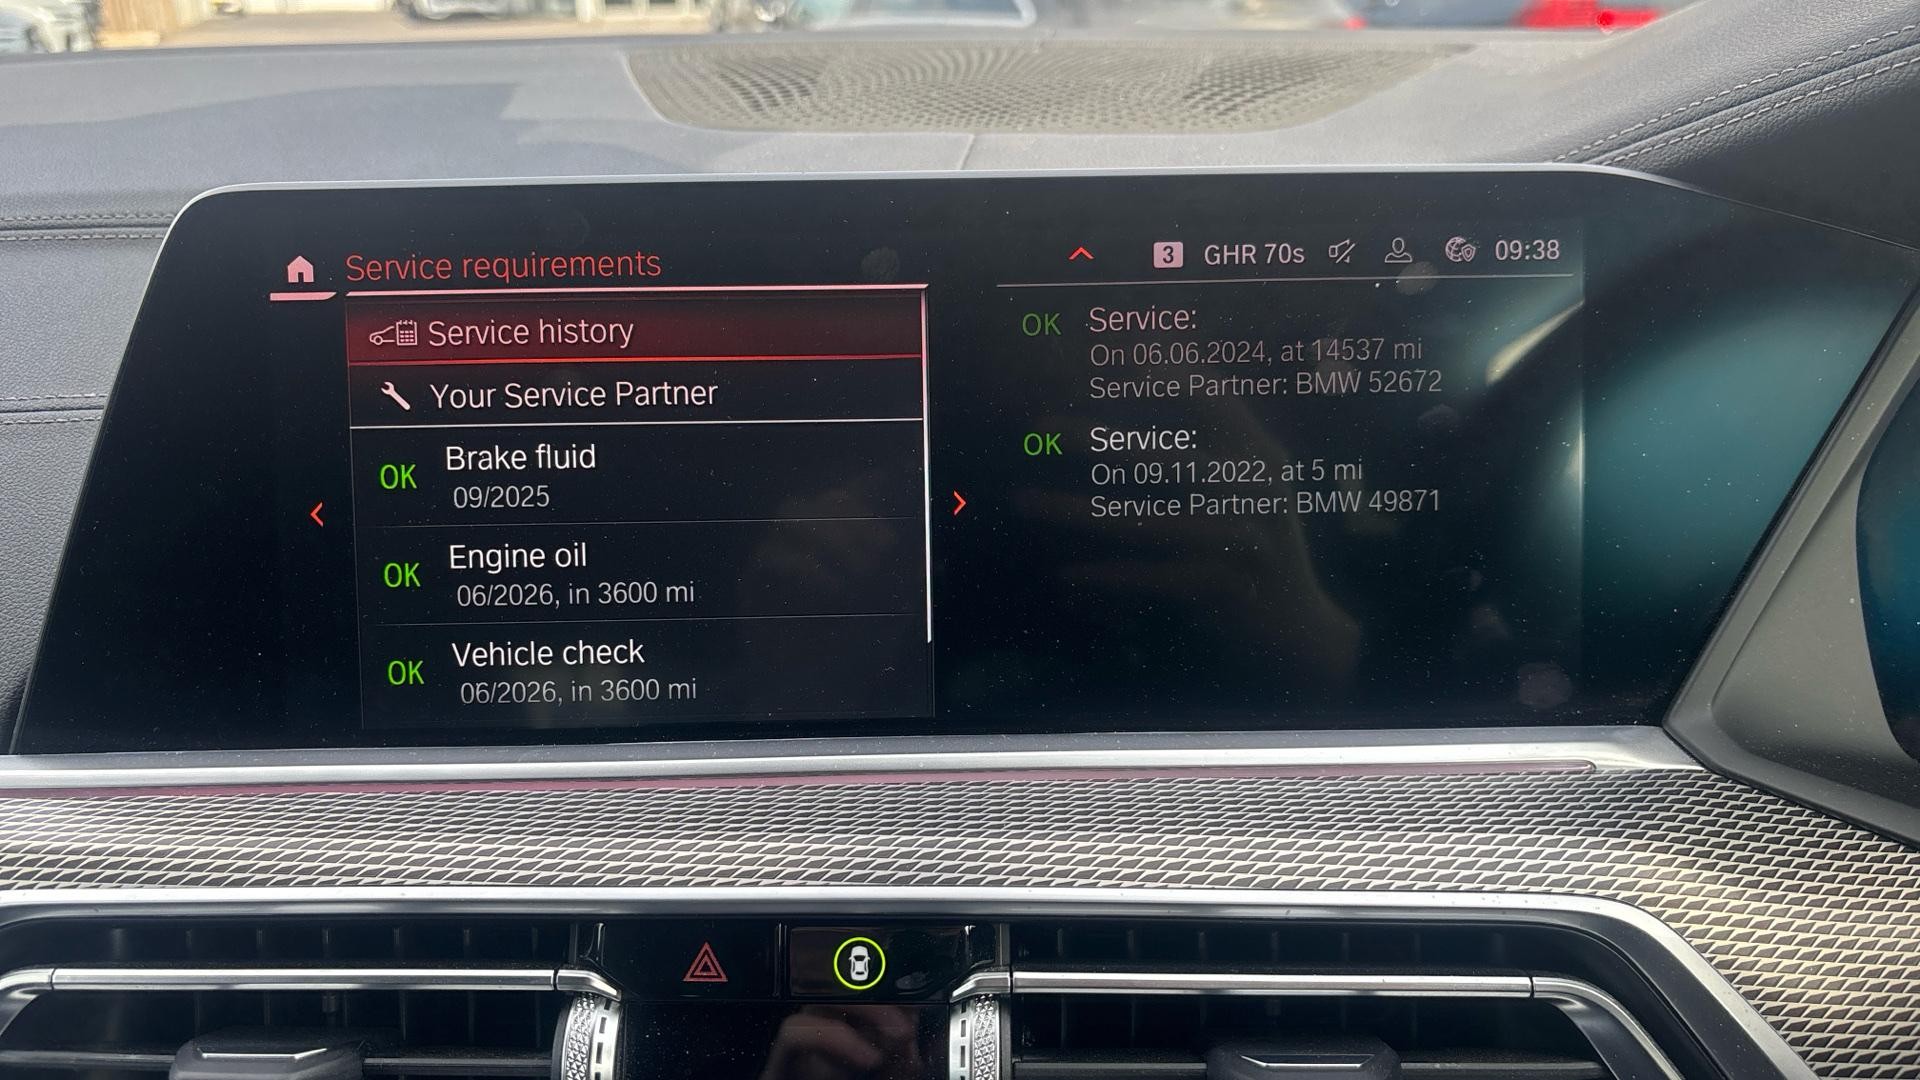 Service requirements
3 GHR 70s 09:38
Service history
Your Service Partner
OK Brake fluid
09/2025
OK Engine oil
06/2026, in 3600 mi
OK Vehicle check
06/2026, in 3600 mi
OK Service:
On 06.06.2024, at 14537 mi
Service Partner: BMW 52672
OK Service:
On 09.11.2022, at 5 mi
Service Partner: BMW 49871